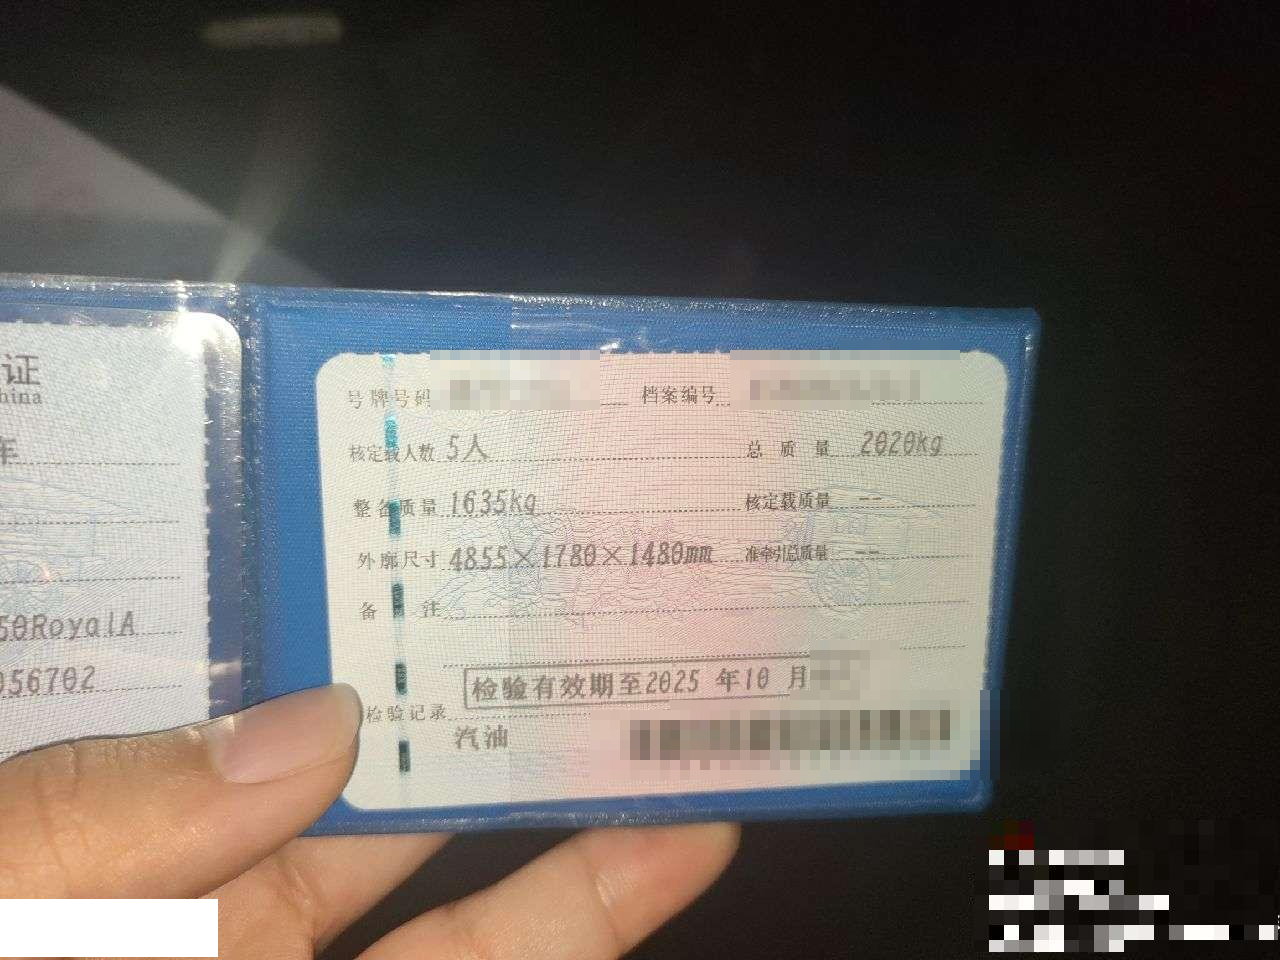 证
China
车
50RoyalA
056702
号牌号码 档案编号
核定载人数 5人 总质量 2020kg
整备质量 1635kg 核定载质量 --
外廓尺寸 4855×1780×1480mm 准牵引总质量 --
备注
检验有效期至2025 年10 月
检验记录
汽油